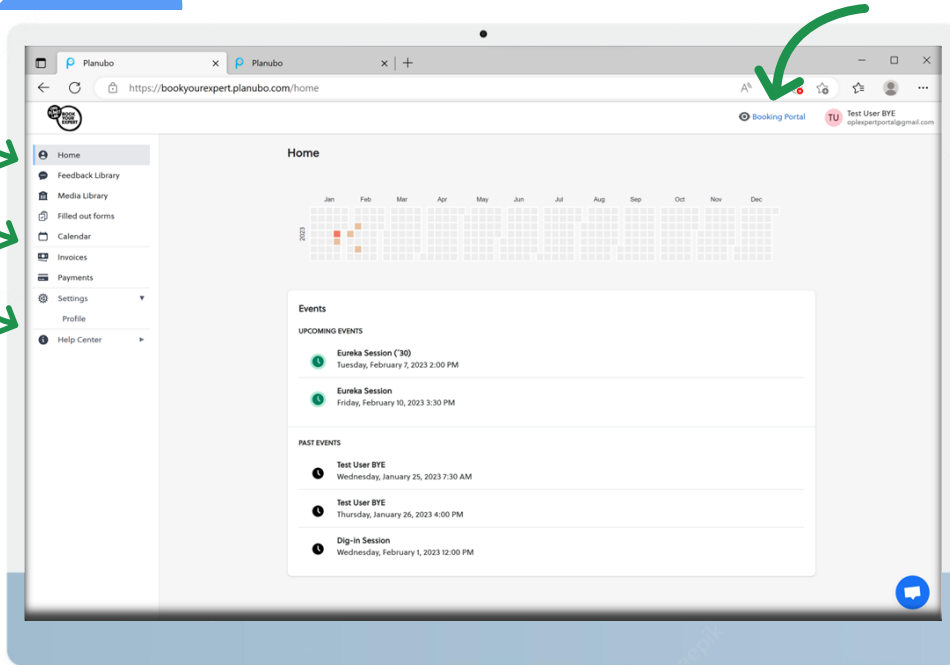 Planubo
Planubo
https://bookyourexpert.planubo.com/home
BOOK
YOUR
EXPERT
Booking Portal
TU
Test User BYE
oplexpertportal@gmail.com
Home
Feedback Library
Media Library
Filled out forms
Calendar
Invoices
Payments
Settings
Profile
Help Center
Home
Jan Feb Mar Apr May Jun Jul Aug Sep Oct Nov Dec
2023
Events
UPCOMING EVENTS
Eureka Session (´30)
Tuesday, February 7, 2023 2:00 PM
Eureka Session
Friday, February 10, 2023 3:30 PM
PAST EVENTS
Test User BYE
Wednesday, January 25, 2023 7:30 AM
Test User BYE
Thursday, January 26, 2023 4:00 PM
Dig-in Session
Wednesday, February 1, 2023 12:00 PM